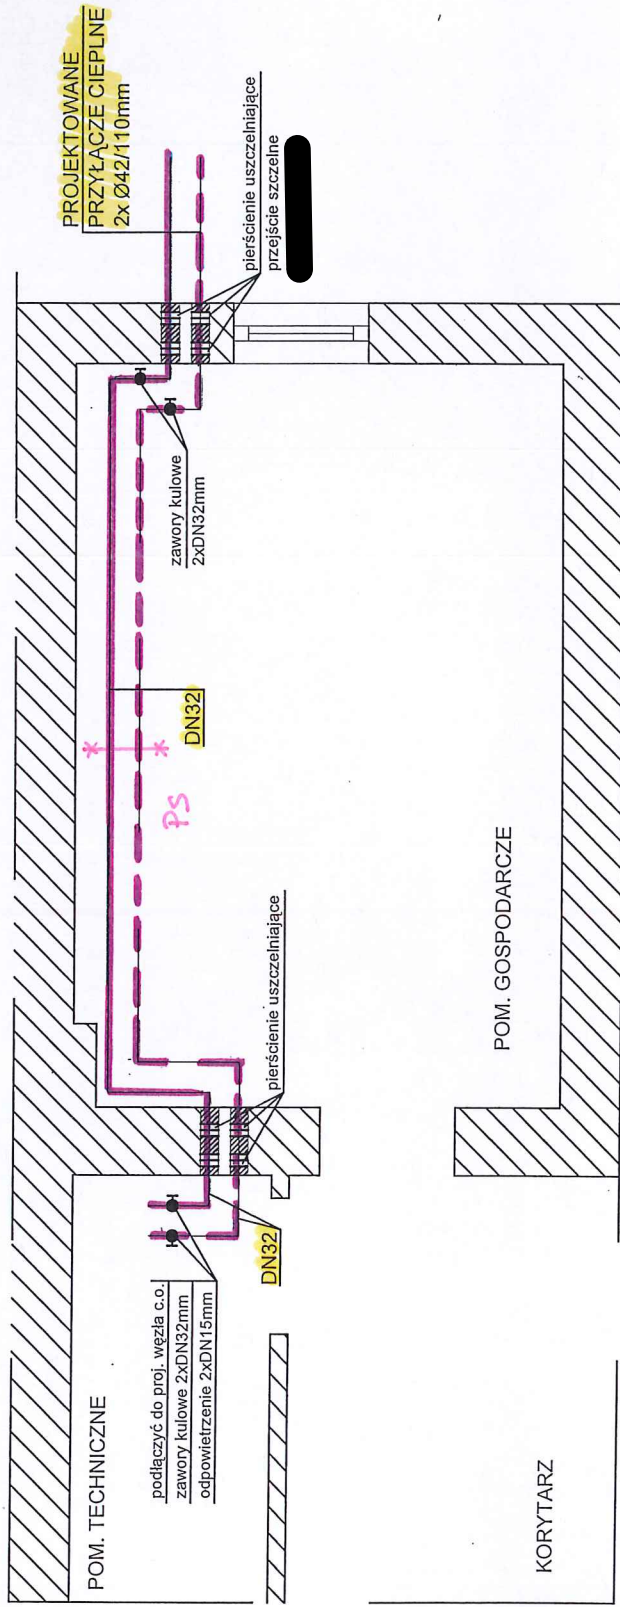 PROJEKTOWANE
PRZYŁĄCZE CIEPLNE
2x Ø42/110mm
pierścienie uszczelniające
przejście szczelne
zawory kulowe
2xDN32mm
DN32
PS
pierścienie uszczelniające
POM. GOSPODARCZE
DN32
podłączyć do proj. węzła c.o.
zawory kulowe 2xDN32mm
odpowietrzenie 2xDN15mm
POM. TECHNICZNE
KORYTARZ